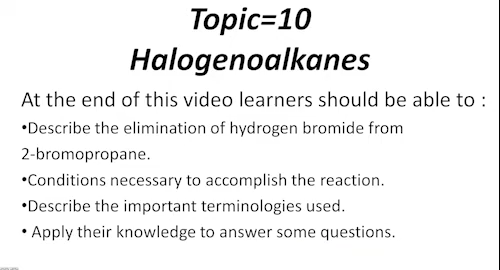 Topic=10
Halogenoalkanes
At the end of this video learners should be able to :
•Describe the elimination of hydrogen bromide from
2-bromopropane.
•Conditions necessary to accomplish the reaction.
•Describe the important terminologies used.
• Apply their knowledge to answer some questions.